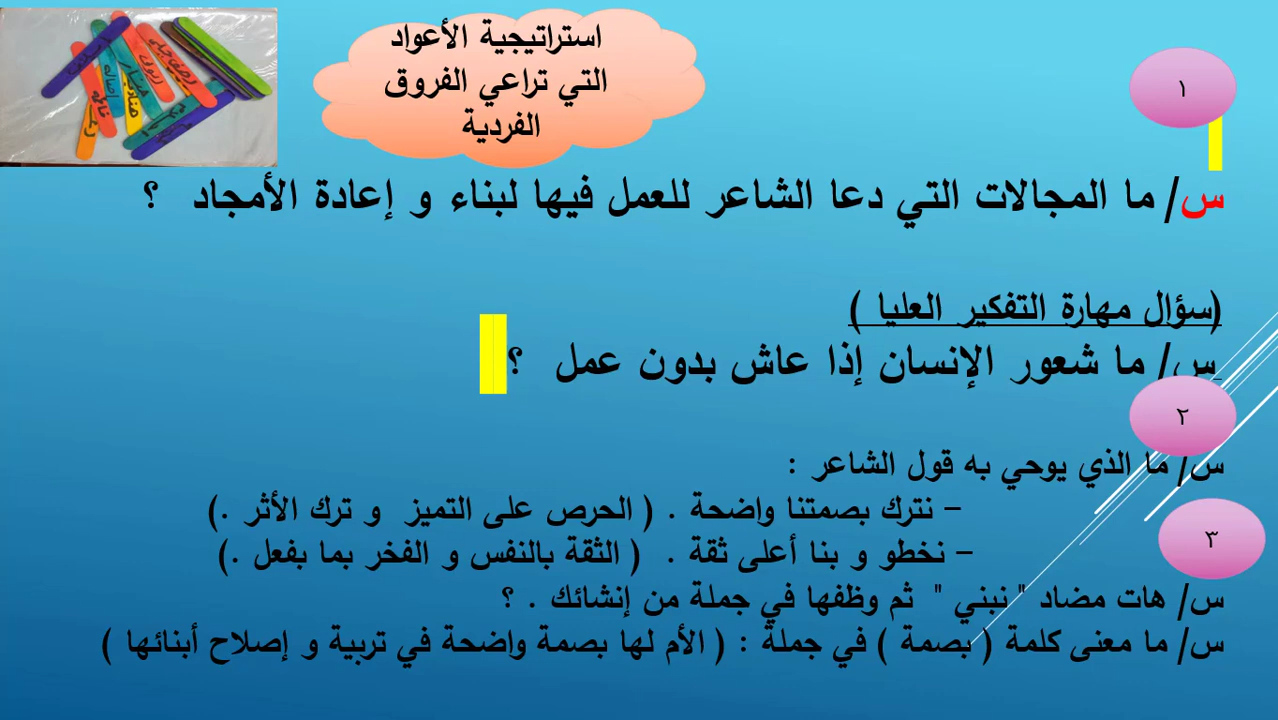 استراتيجية الأعواد
التي تراعي الفروق
الفردية
١
س/ ما المجالات التي دعا الشاعر للعمل فيها لبناء و إعادة الأمجاد ؟
(سؤال مهارة التفكير العليا )
س/ ما شعور الإنسان إذا عاش بدون عمل ؟
٢
س/ ما الذي يوحي به قول الشاعر :
– نترك بصمتنا واضحة . ( الحرص على التميز و ترك الأثر .)
٣
– نخطو و بنا أعلى ثقة . ( الثقة بالنفس و الفخر بما بفعل .)
س/ هات مضاد " نبني " ثم وظفها في جملة من إنشائك . ؟
س/ ما معنى كلمة ( بصمة ) في جملة : ( الأم لها بصمة واضحة في تربية و إصلاح أبنائها )